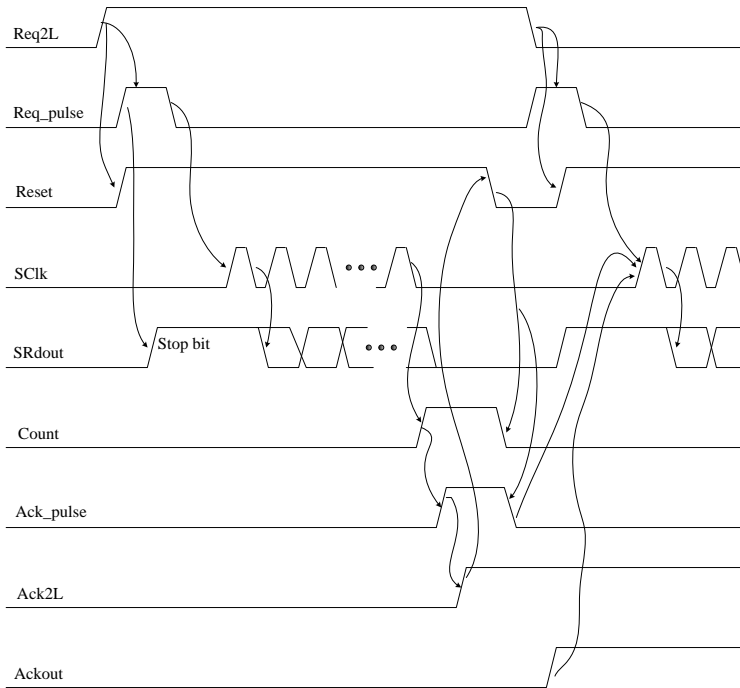 Req2L
Req_pulse
Reset
SClk
SRdout
Stop bit
Count
Ack_pulse
Ack2L
Ackout